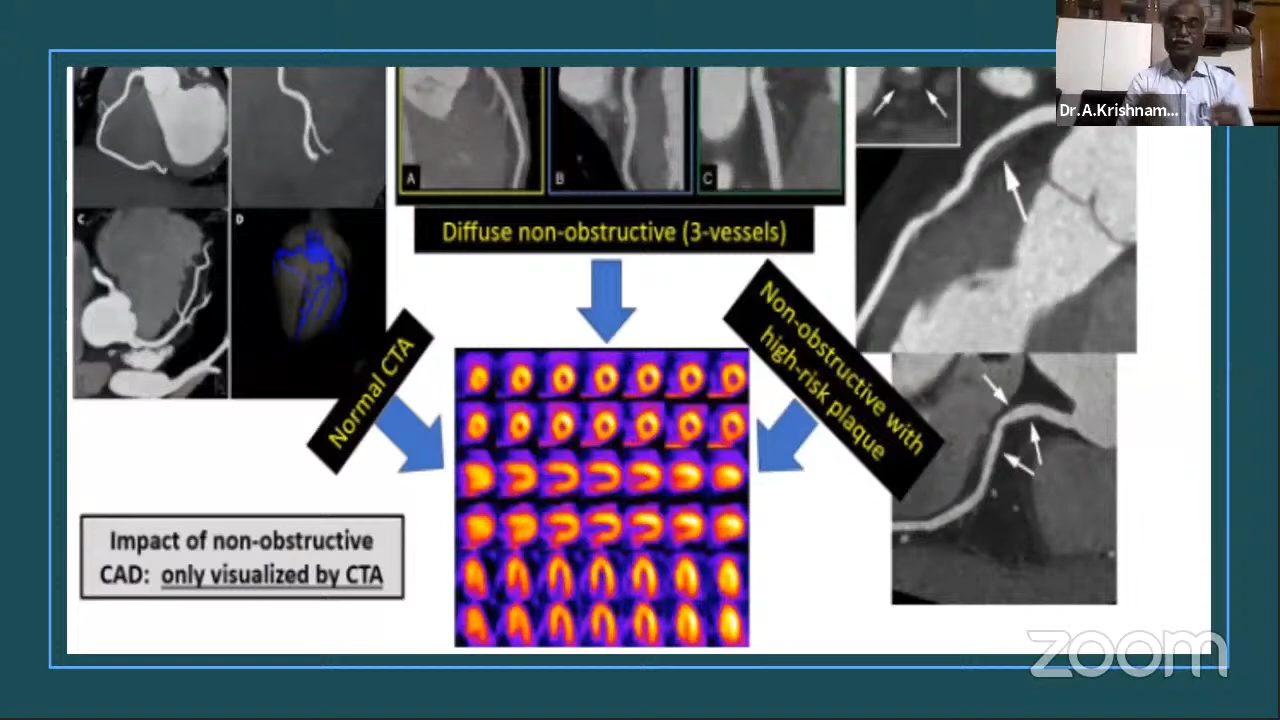 Dr.A.Krishnam...
A
B
C
C
D
Diffuse non-obstructive (3-vessels)
Normal CTA
Non-obstructive with
high-risk plaque
Impact of non-obstructive
CAD: only visualized by CTA
zoom